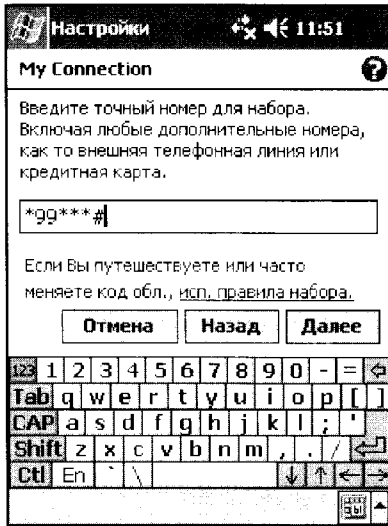 Настройки 11:51
My Connection ?
Введите точный номер для набора.
Включая любые дополнительные номера,
как то внешняя телефонная линия или
кредитная карта.
*99***#
Если Вы путешествуете или часто
меняете код обл., исп. правила набора.
Отмена Назад Далее
123 1 2 3 4 5 6 7 8 9 0 - =
Tab q w e r t y u i o p [ ]
CAP a s d f g h j k l ; '
Shift z x c v b n m , . /
Ctl En ` \